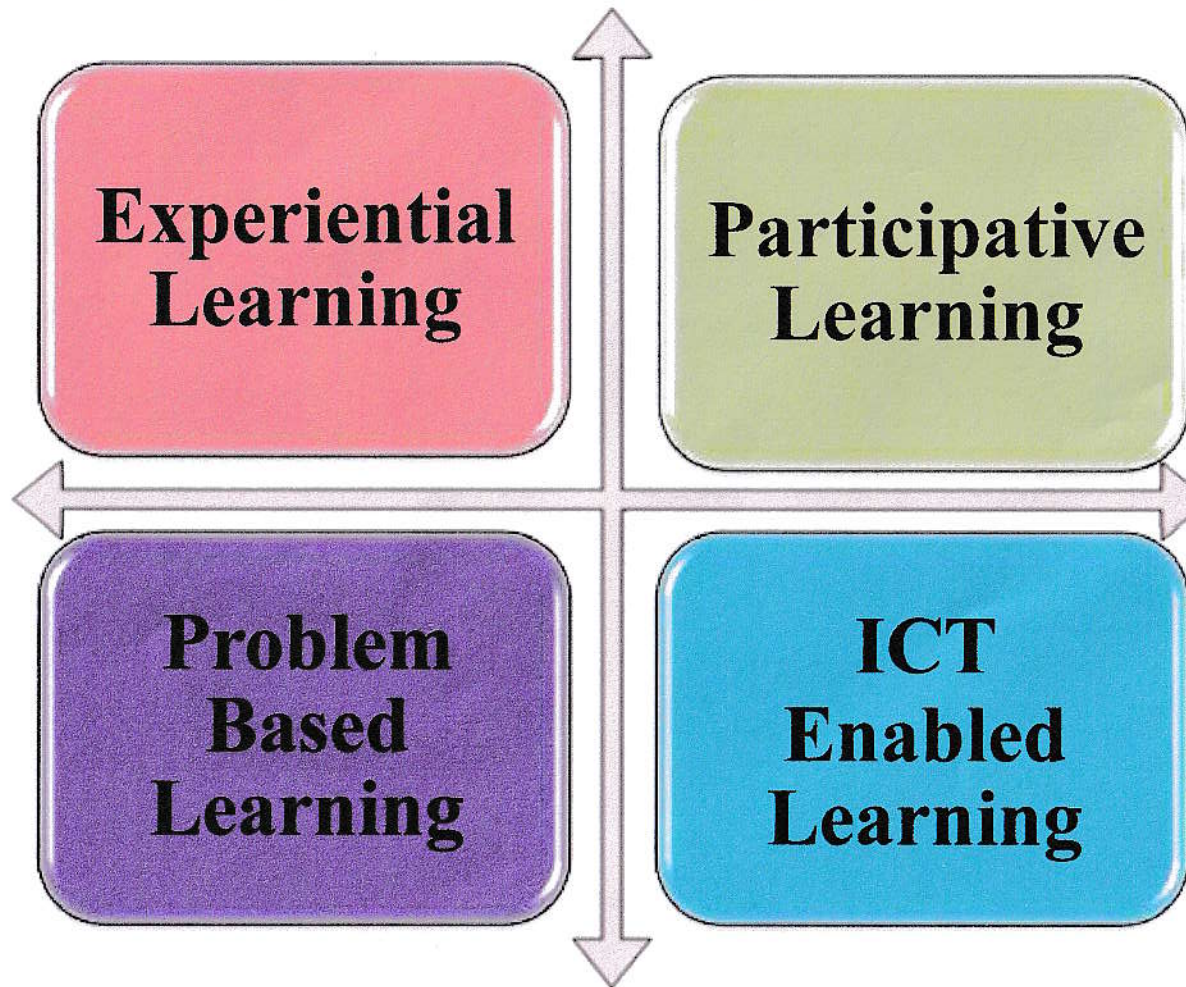 Experiential
Learning
Participative
Learning
Problem
Based
Learning
ICT
Enabled
Learning